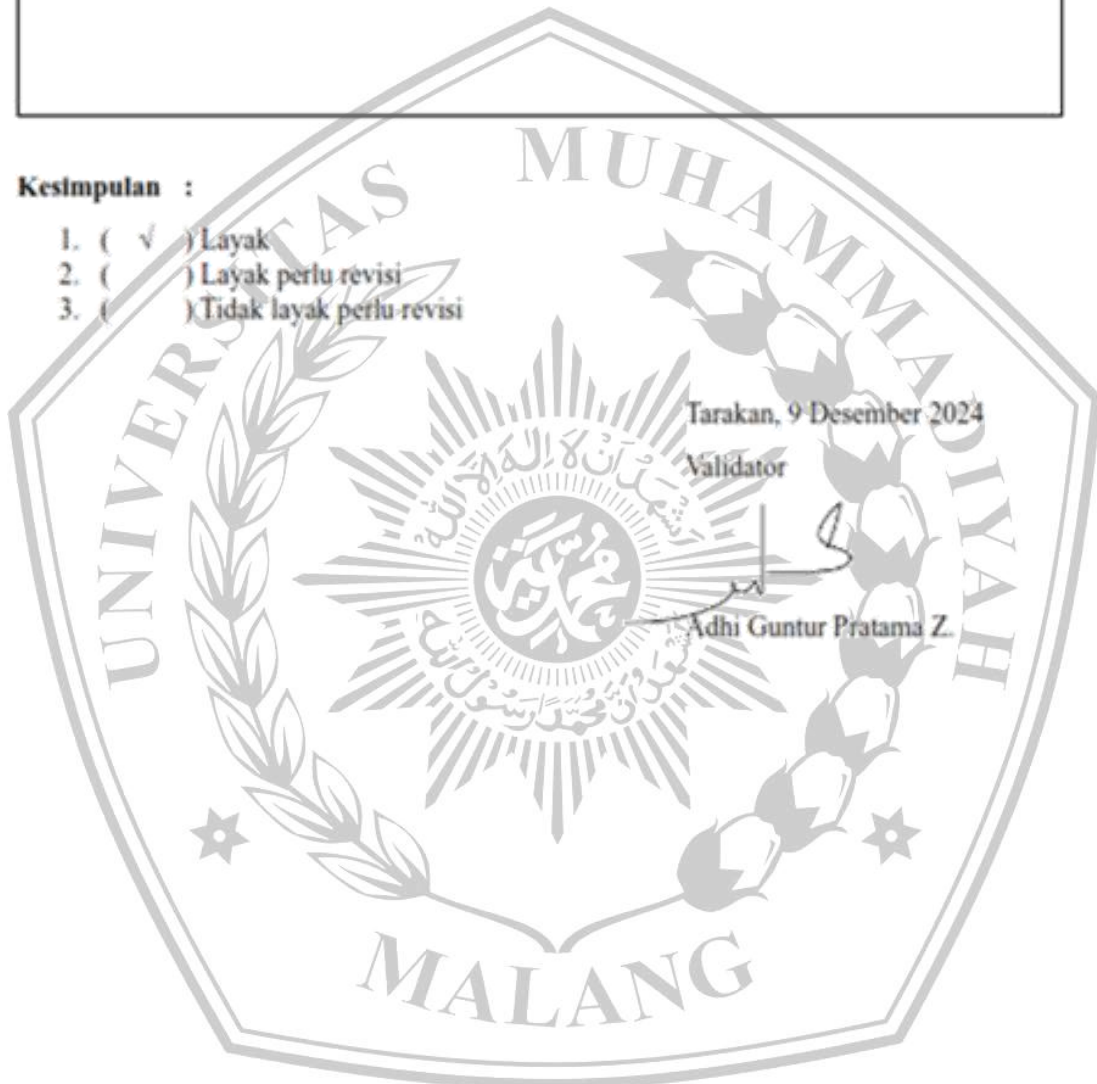 Kesimpulan :
1. ( √ ) Layak
2. ( ) Layak perlu revisi
3. ( ) Tidak layak perlu revisi
Tarakan, 9 Desember 2024
Validator
Adhi Guntur Pratama Z.
UNIVERSITAS MUHAMMADIYAH
MALANG